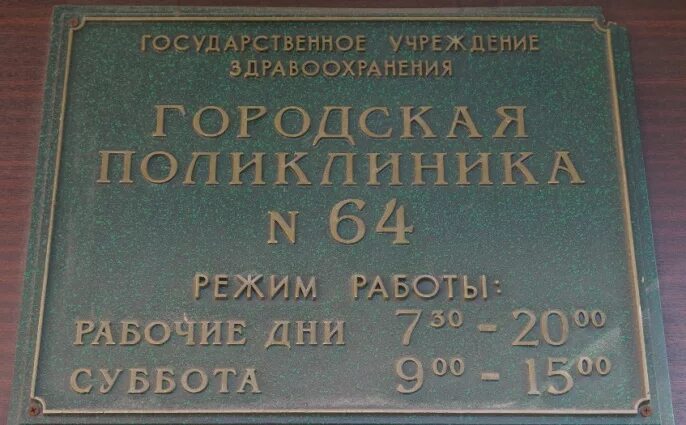 ГОСУДАРСТВЕННОЕ УЧРЕЖДЕНИЕ
ЗДРАВООХРАНЕНИЯ
ГОРОДСКАЯ
ПОЛИКЛИНИКА
N 64
РЕЖИМ РАБОТЫ:
РАБОЧИЕ ДНИ 7³⁰ - 20⁰⁰
СУББОТА 9⁰⁰ - 15⁰⁰